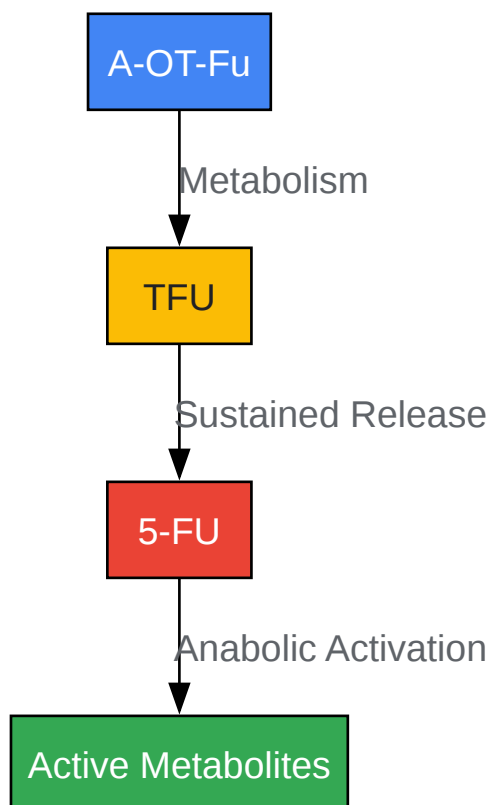 A-OT-Fu
Metabolism
TFU
Sustained Release
5-FU
Anabolic Activation
Active Metabolites